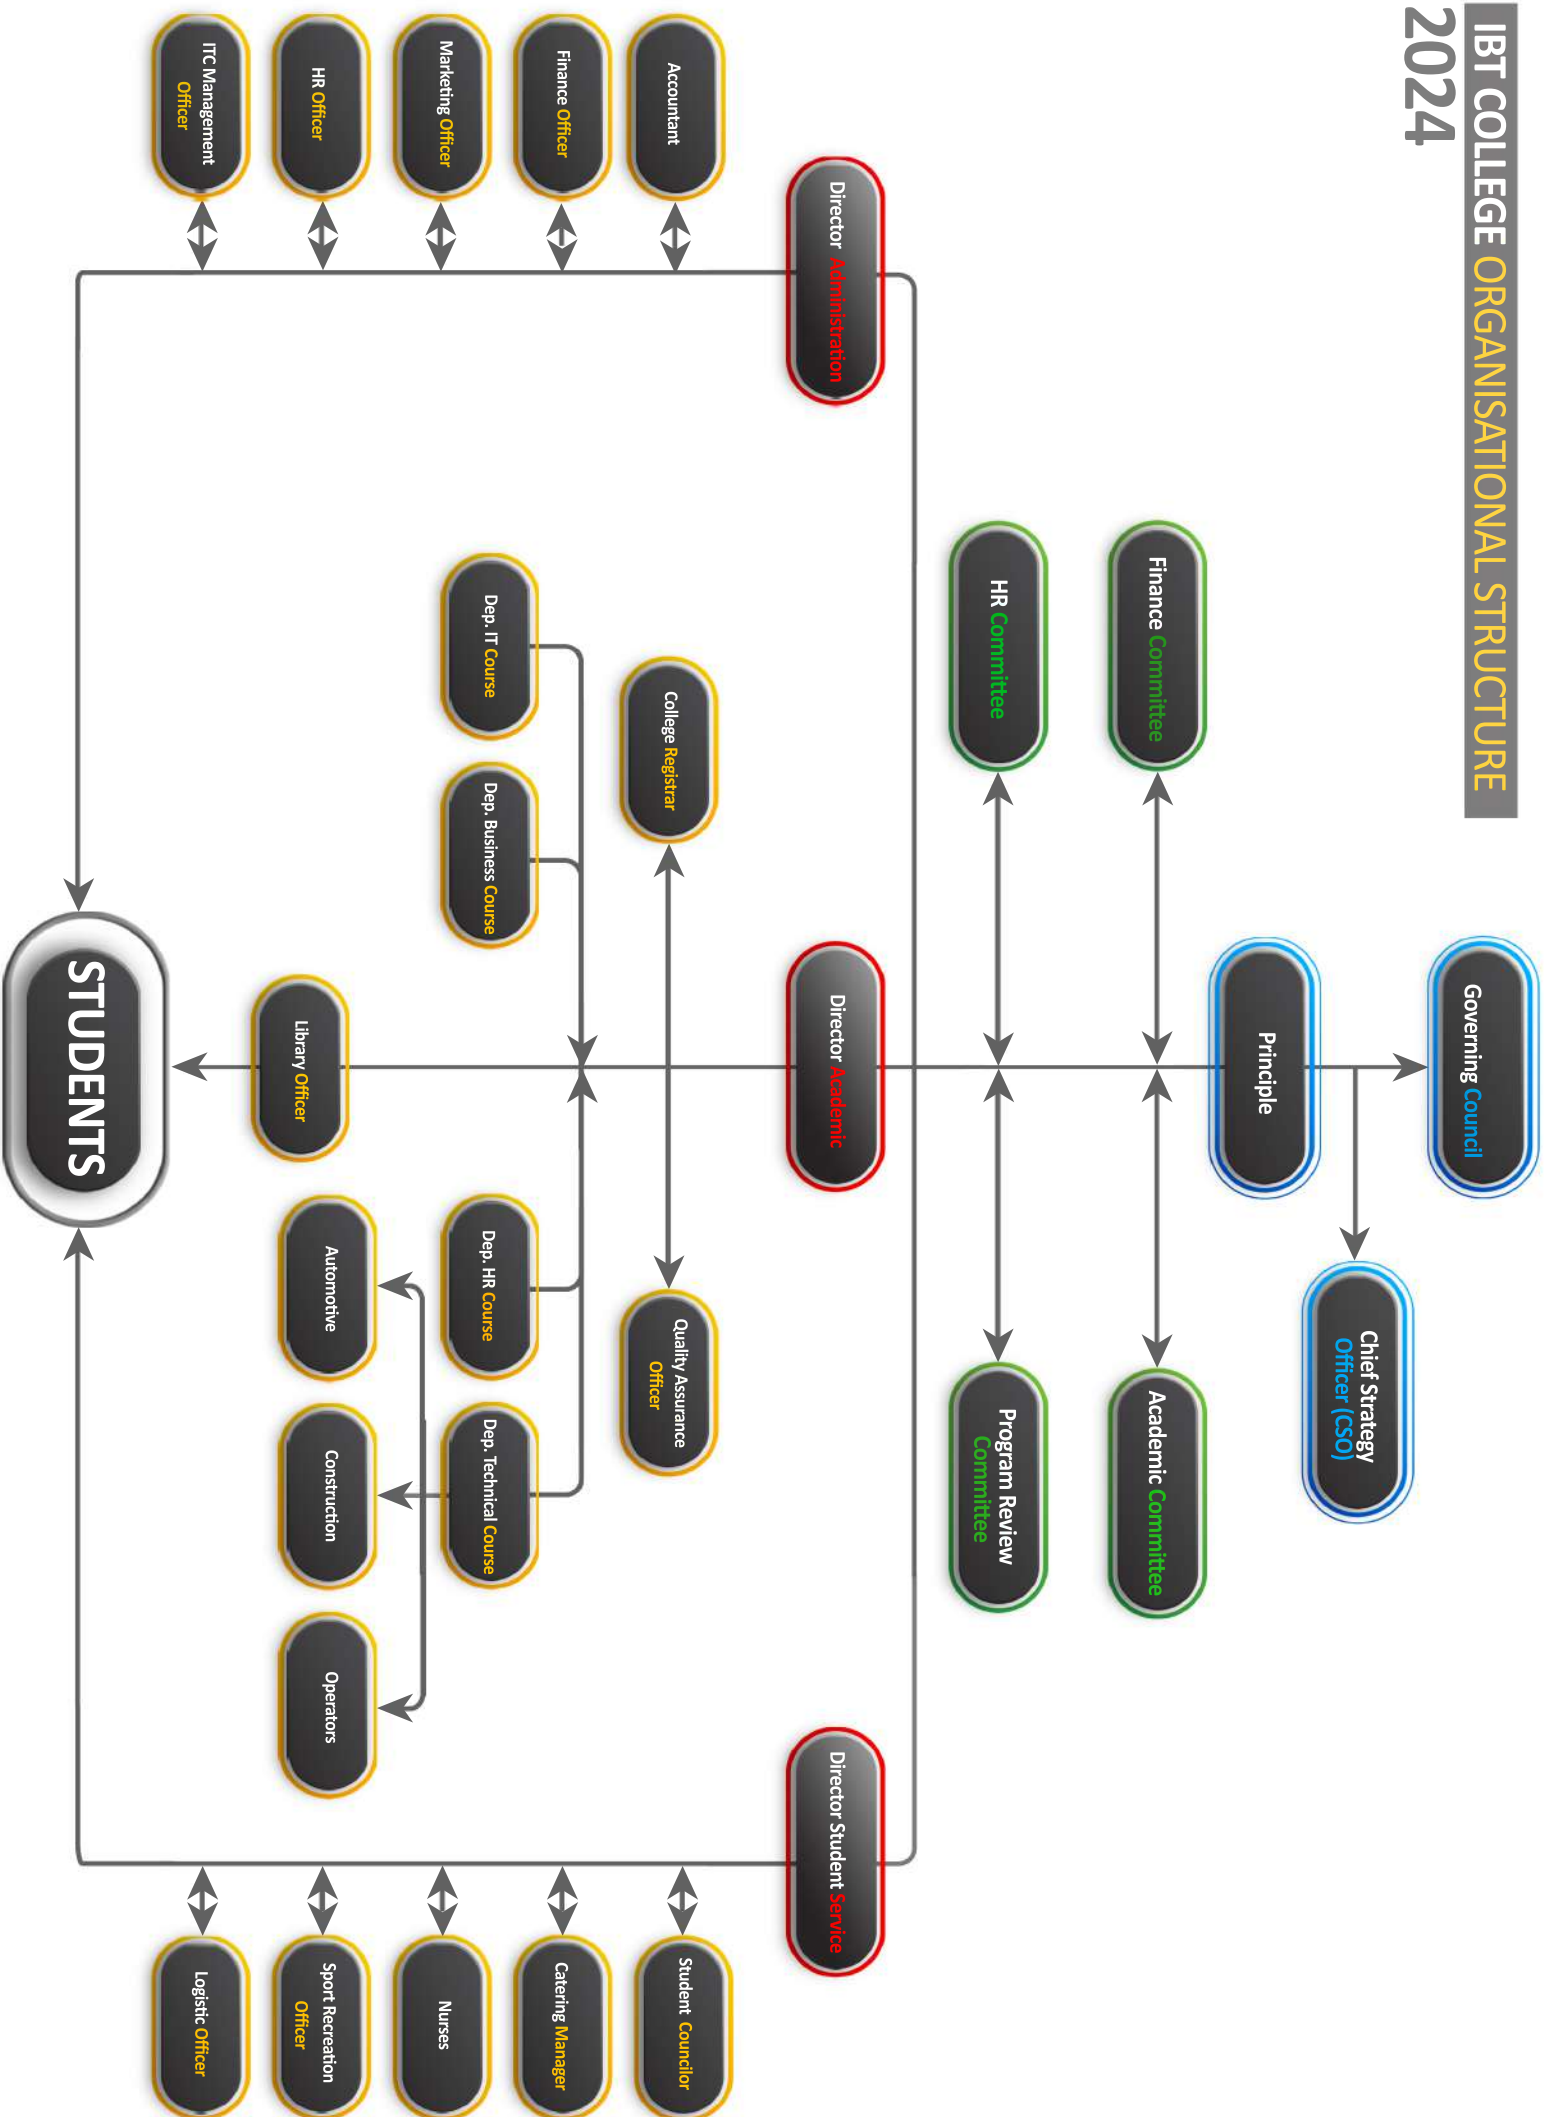 IBT COLLEGE ORGANISATIONAL STRUCTURE
2024
Governing Council
Chief Strategy
Officer (CSO)
Principle
Finance Committee
Academic Committee
HR Committee
Program Review
Committee
Director Administration
Director Academic
Director Student Service
Accountant
Finance Officer
Marketing Officer
HR Officer
ITC Management
Officer
College Registrar
Quality Assurance
Officer
Dep. IT Course
Dep. Business Course
Dep. HR Course
Dep. Technical Course
Automotive
Construction
Operators
Library Officer
Student Councilor
Catering Manager
Nurses
Sport Recreation
Officer
Logistic Officer
STUDENTS